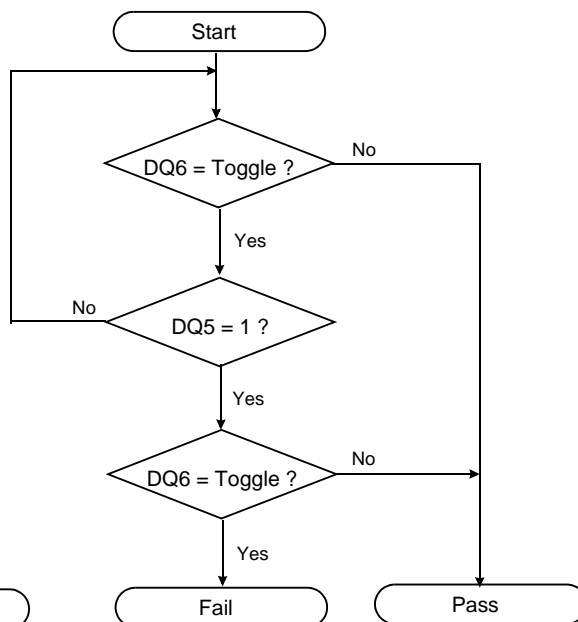 Start
DQ6 = Toggle ?
No
Yes
No
DQ5 = 1 ?
Yes
DQ6 = Toggle ?
No
Yes
Fail
Pass